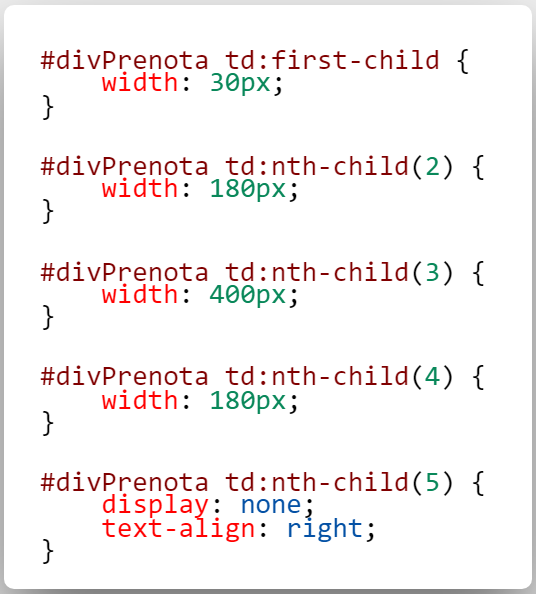 #divPrenota td:first-child {
    width: 30px;
}
#divPrenota td:nth-child(2) {
    width: 180px;
}
#divPrenota td:nth-child(3) {
    width: 400px;
}
#divPrenota td:nth-child(4) {
    width: 180px;
}
#divPrenota td:nth-child(5) {
    display: none;
    text-align: right;
}